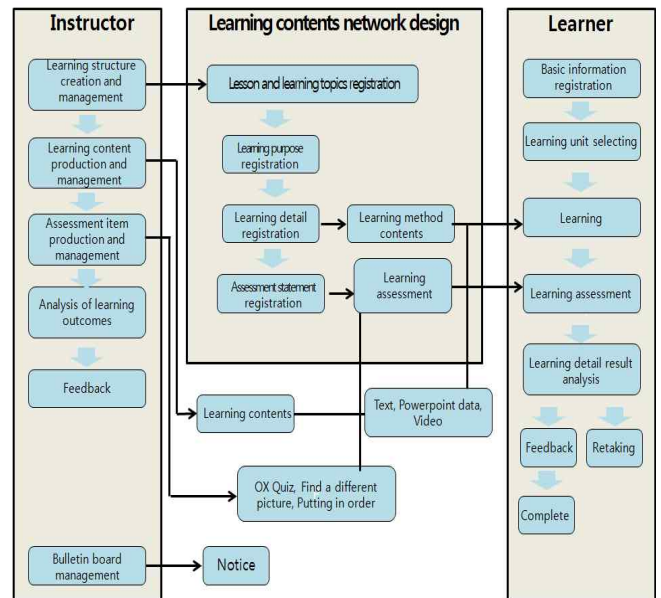 Instructor
Learning structure
creation and
management
Learning content
production and
management
Assessment item
production and
management
Analysis of learning
outcomes
Feedback
Bulletin board
management
Learning contents network design
Lesson and learning topics registration
Learning purpose
registration
Learning detail
registration
Learning method
contents
Assessment statement
registration
Learning
assessment
Learning contents
Text, Powerpoint data,
Video
OX Quiz, Find a different
picture, Putting in order
Notice
Learner
Basic information
registration
Learning unit selecting
Learning
Learning assessment
Learning detail result
analysis
Feedback
Retaking
Complete